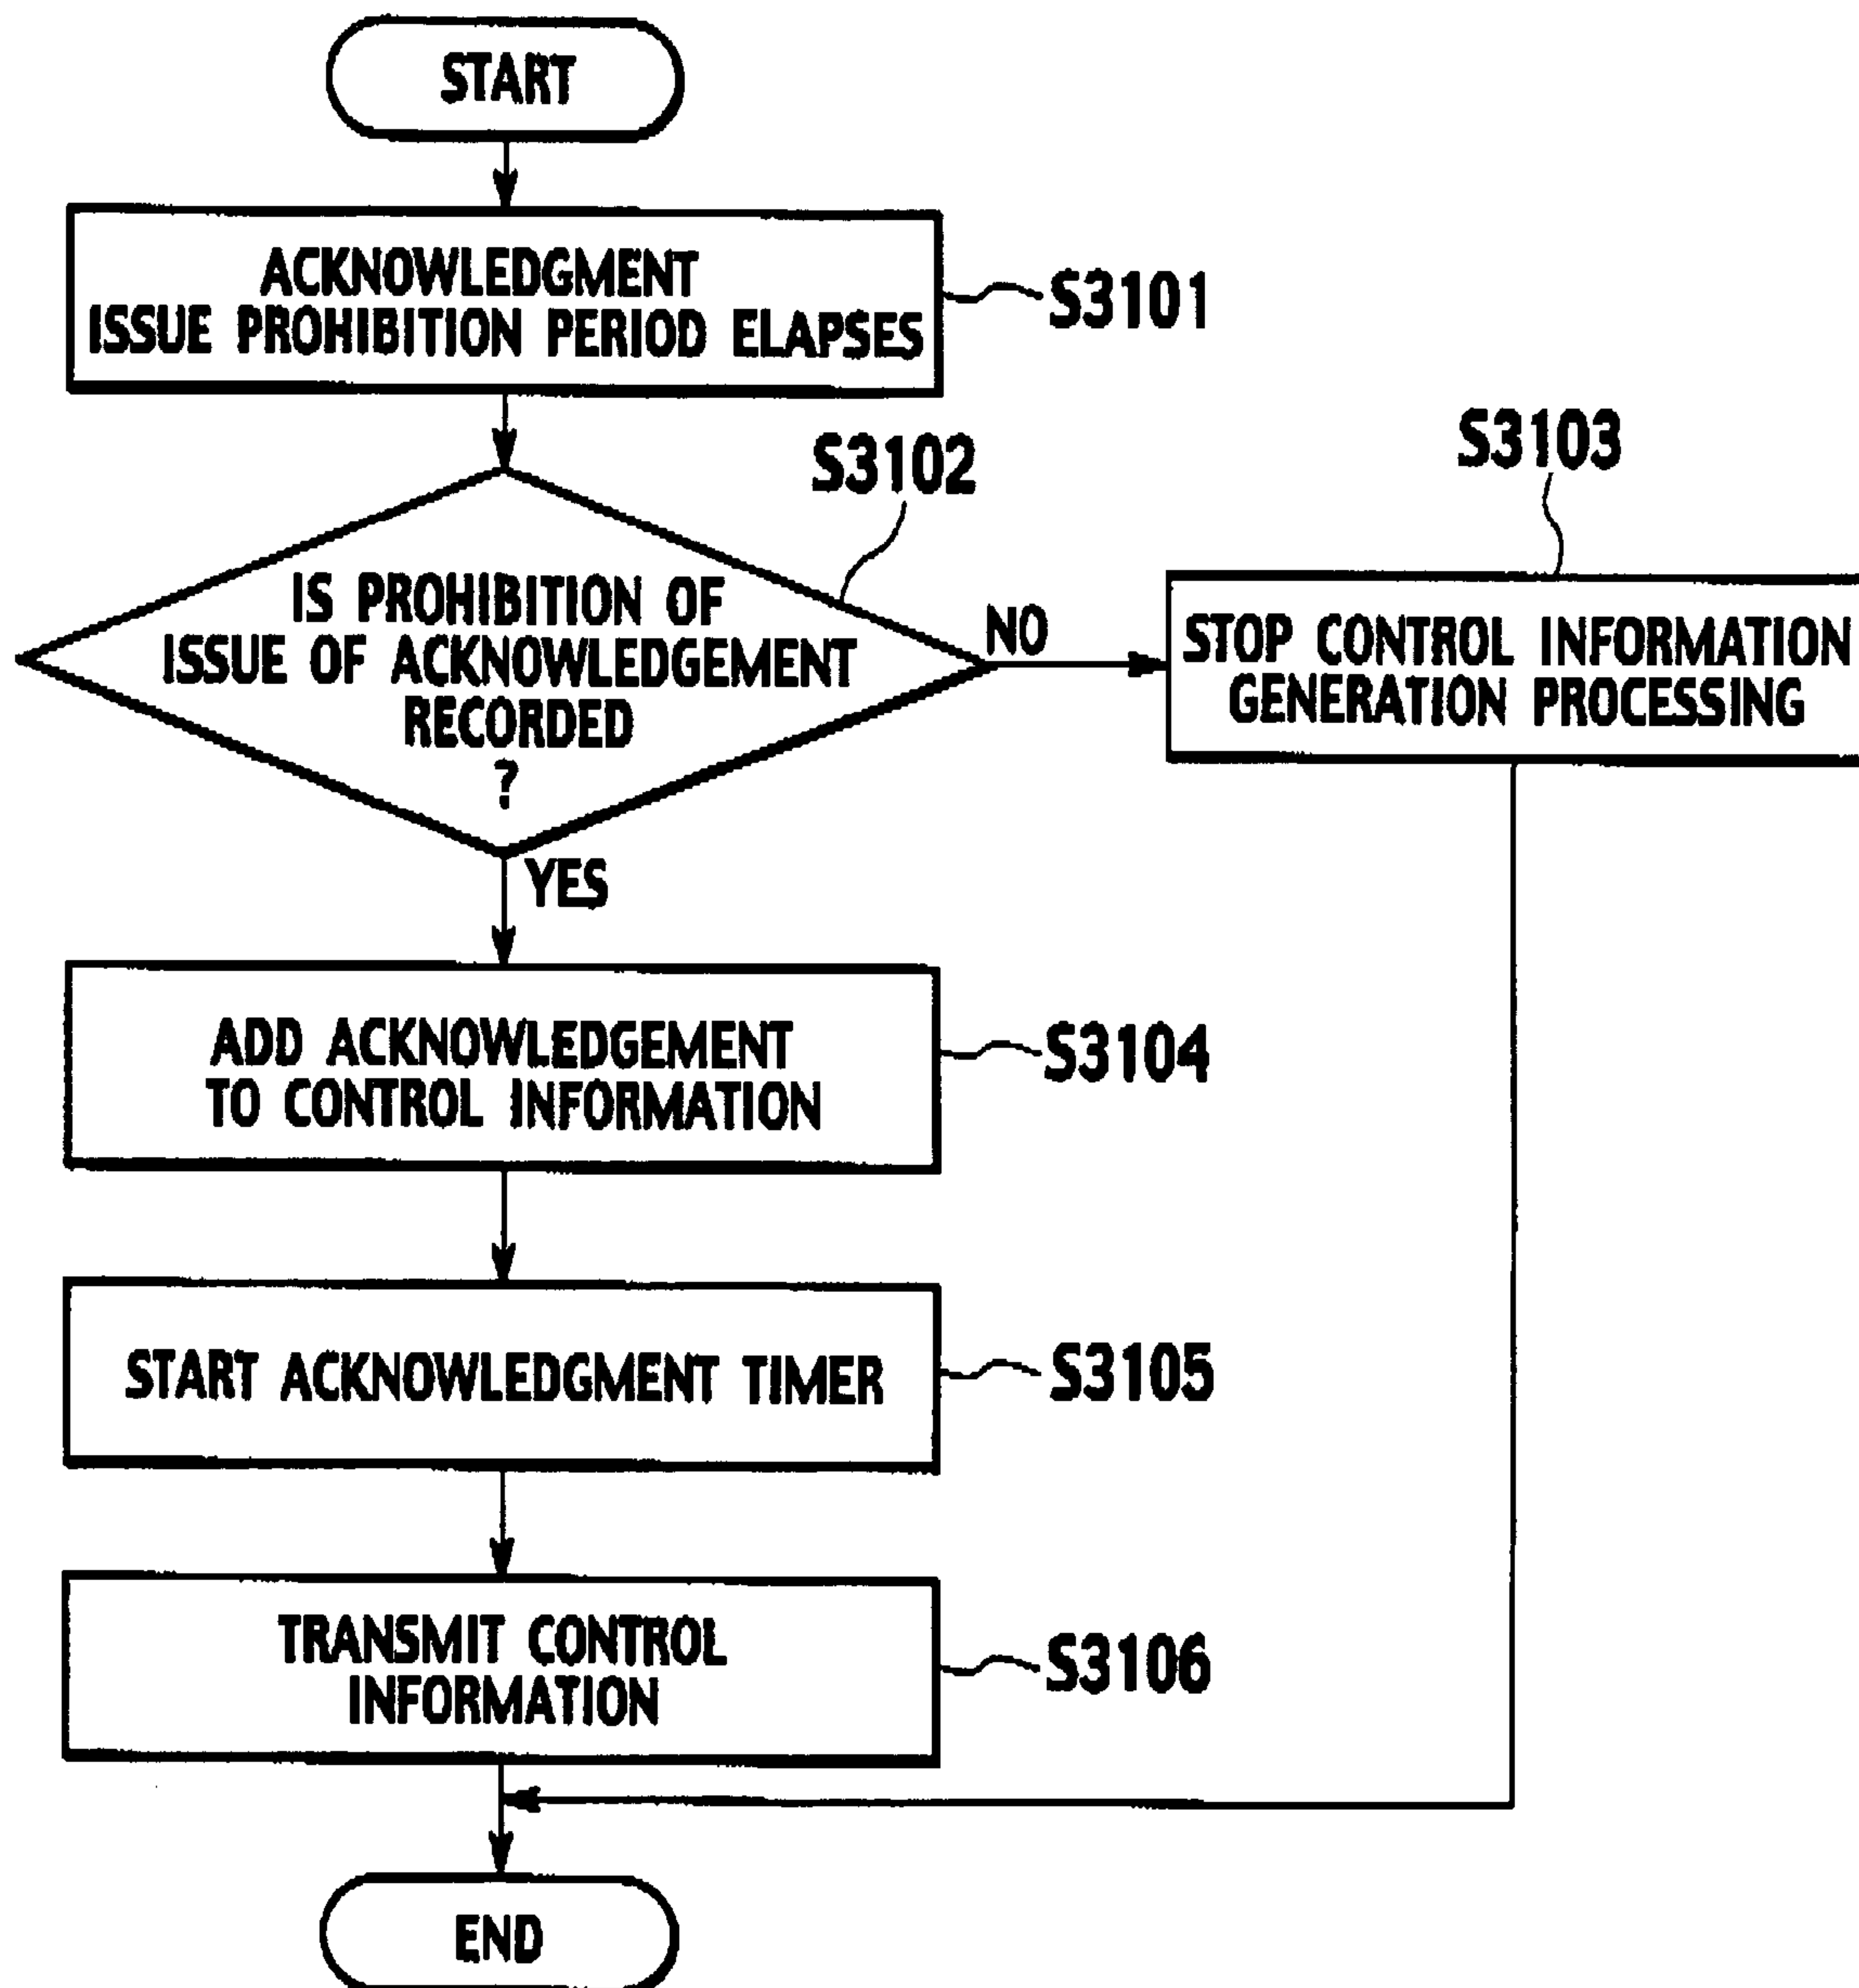 START
ACKNOWLEDGMENT
ISSUE PROHIBITION PERIOD ELAPSES
S3101
S3102
IS PROHIBITION OF
ISSUE OF ACKNOWLEDGEMENT
RECORDED
?
NO
YES
S3103
STOP CONTROL INFORMATION
GENERATION PROCESSING
ADD ACKNOWLEDGEMENT
TO CONTROL INFORMATION
S3104
START ACKNOWLEDGMENT TIMER
S3105
TRANSMIT CONTROL
INFORMATION
S3106
END